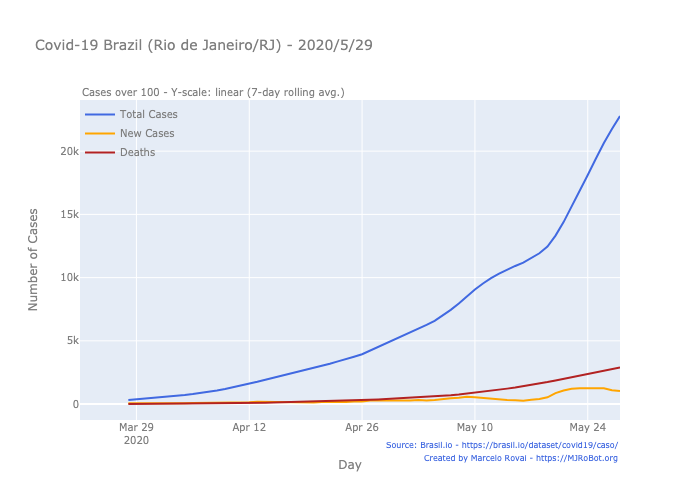 Covid-19 Brazil (Rio de Janeiro/RJ) - 2020/5/29
Cases over 100 - Y-scale: linear (7-day rolling avg.)
Total Cases
New Cases
Deaths
20k
15k
10k
5k
0
Number of Cases
Mar 29
2020
Apr 12
Apr 26
May 10
May 24
Day
Source: Brasil.io - https://brasil.io/dataset/covid19/caso/
Created by Marcelo Rovai - https://MJRoBot.org